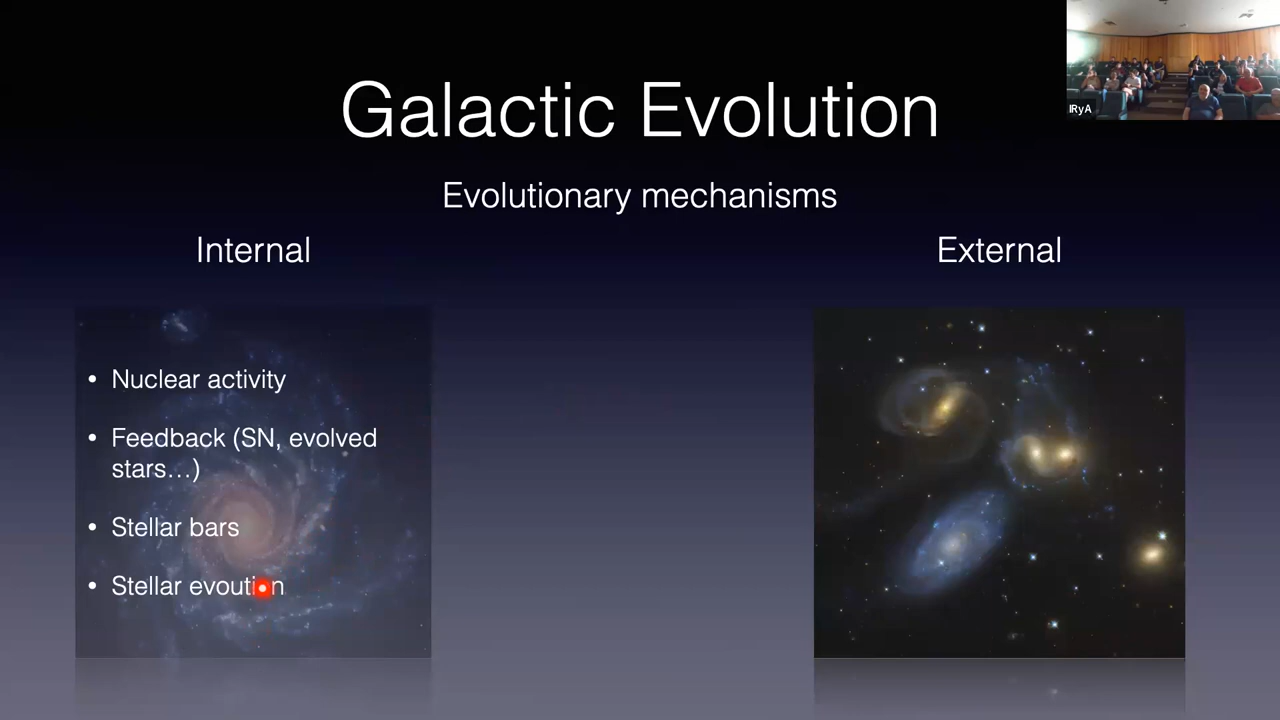 IRyA
Galactic Evolution
Evolutionary mechanisms
Internal
External
• Nuclear activity
• Feedback (SN, evolved
stars…)
• Stellar bars
• Stellar evoution